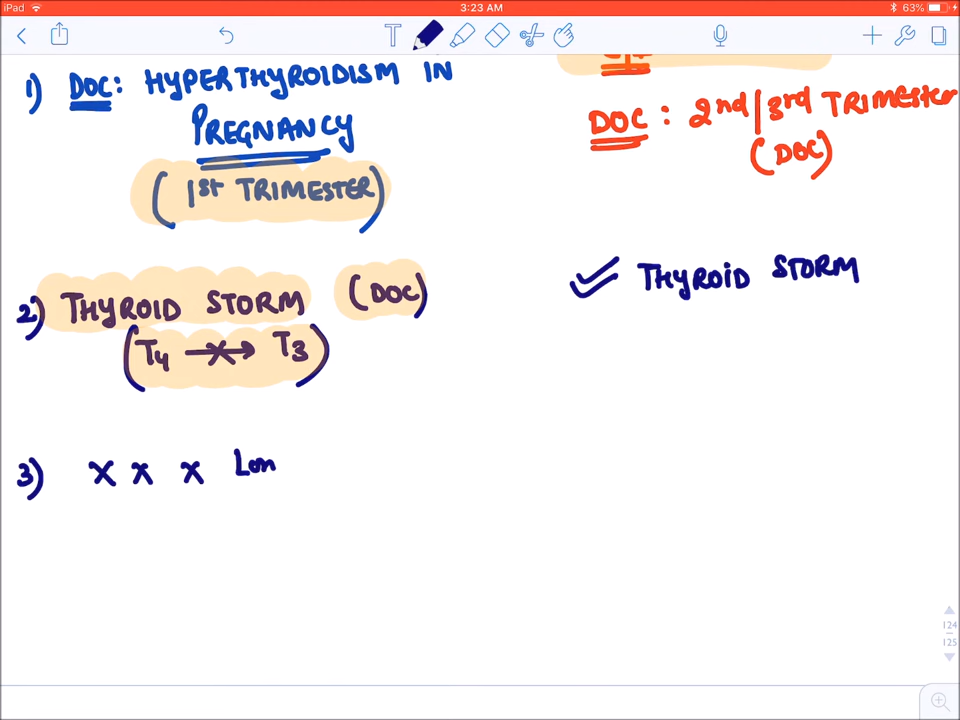 iPad 3:23 AM 63%
T
1) DOC: HYPERTHYROIDISM IN
PREGNANCY
(1st TRIMESTER)
DOC: 2nd/3rd TRIMESTER
(DOC)
2) THYROID STORM (DOC)
(T4 → T3)
✓ THYROID STORM
3) x x x Lon
124
125